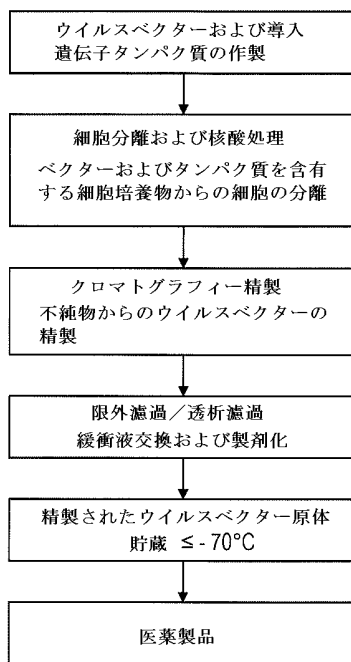 ウイルスベクターおよび導入
遺伝子タンパク質の作製
細胞分離および核酸処理
ベクターおよびタンパク質を含有
する細胞培養物からの細胞の分離
クロマトグラフィー精製
不純物からのウイルスベクターの
精製
限外濾過／透析濾過
緩衝液交換および製剤化
精製されたウイルスベクター原体
貯蔵 ≤ - 70°C
医薬製品